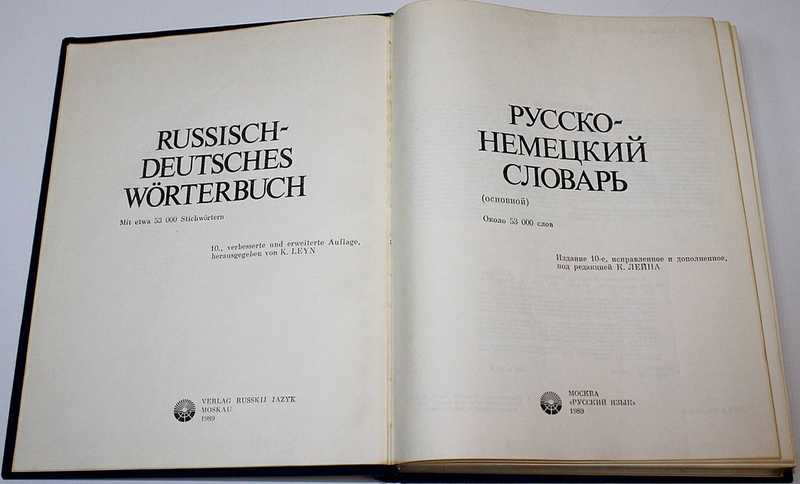 RUSSISCH-
DEUTSCHES
WÖRTERBUCH
Mit etwa 53 000 Stichwörtern
10., verbesserte und erweiterte Auflage,
herausgegeben von K. LEYN
VERLAG RUSSKIJ JAZYK
MOSKAU
1989
РУССКО-
НЕМЕЦКИЙ
СЛОВАРЬ
(основной)
Около 53 000 слов
Издание 10-е, исправленное и дополненное,
под редакцией К. ЛЕЙНА
МОСКВА
«РУССКИЙ ЯЗЫК»
1989